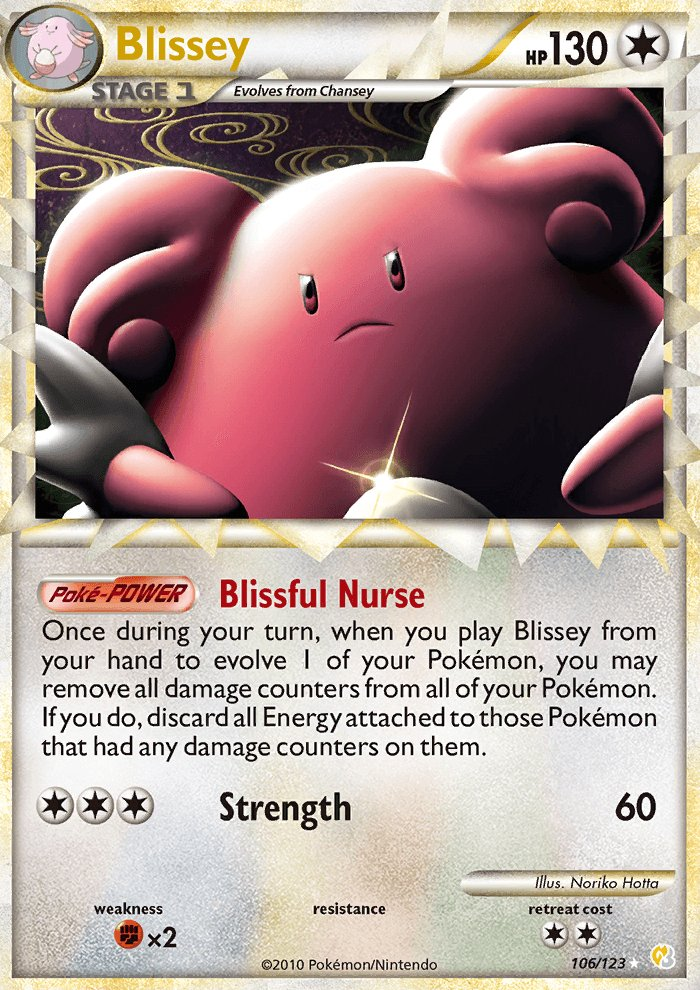 Blissey
HP 130
STAGE 1
Evolves from Chansey
Poké-POWER Blissful Nurse
Once during your turn, when you play Blissey from
your hand to evolve 1 of your Pokémon, you may
remove all damage counters from all of your Pokémon.
If you do, discard all Energy attached to those Pokémon
that had any damage counters on them.
Strength 60
Illus. Noriko Hotta
weakness resistance retreat cost
×2
©2010 Pokémon/Nintendo 106/123